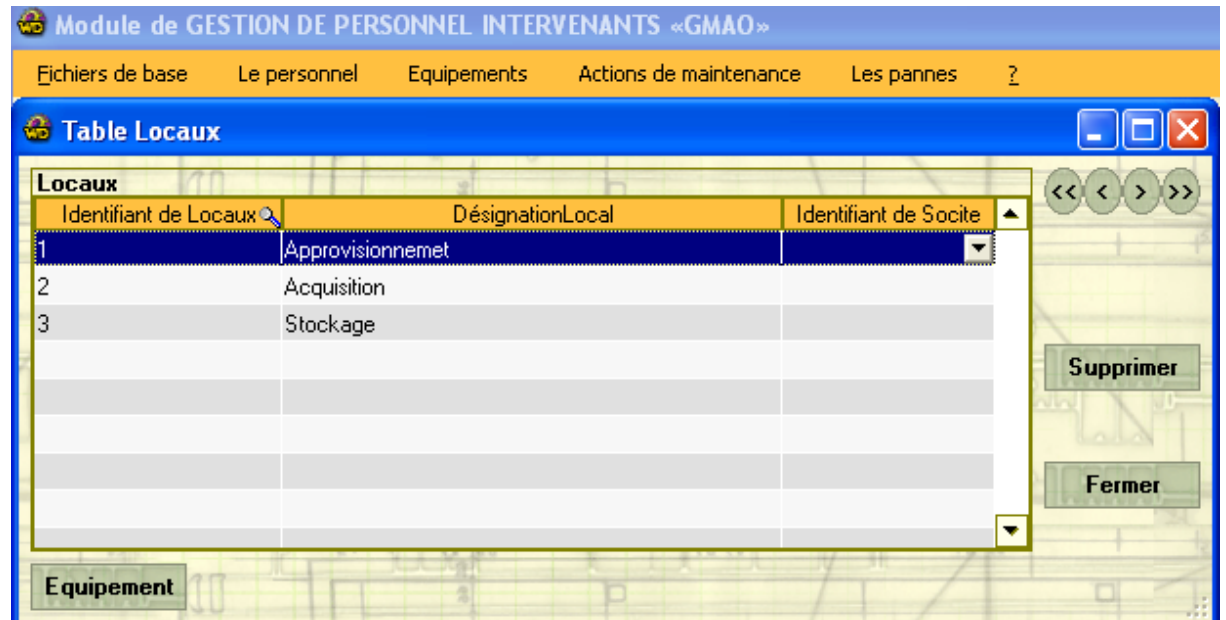 Module de GESTION DE PERSONNEL INTERVENANTS «GMAO»
Fichiers de base Le personnel Equipements Actions de maintenance Les pannes ?
Table Locaux
Locaux
<< < > >>
Identifiant de Locaux DésignationLocal Identifiant de Socite
1 Approvisionnemet
2 Acquisition
3 Stockage
Supprimer
Fermer
Equipement